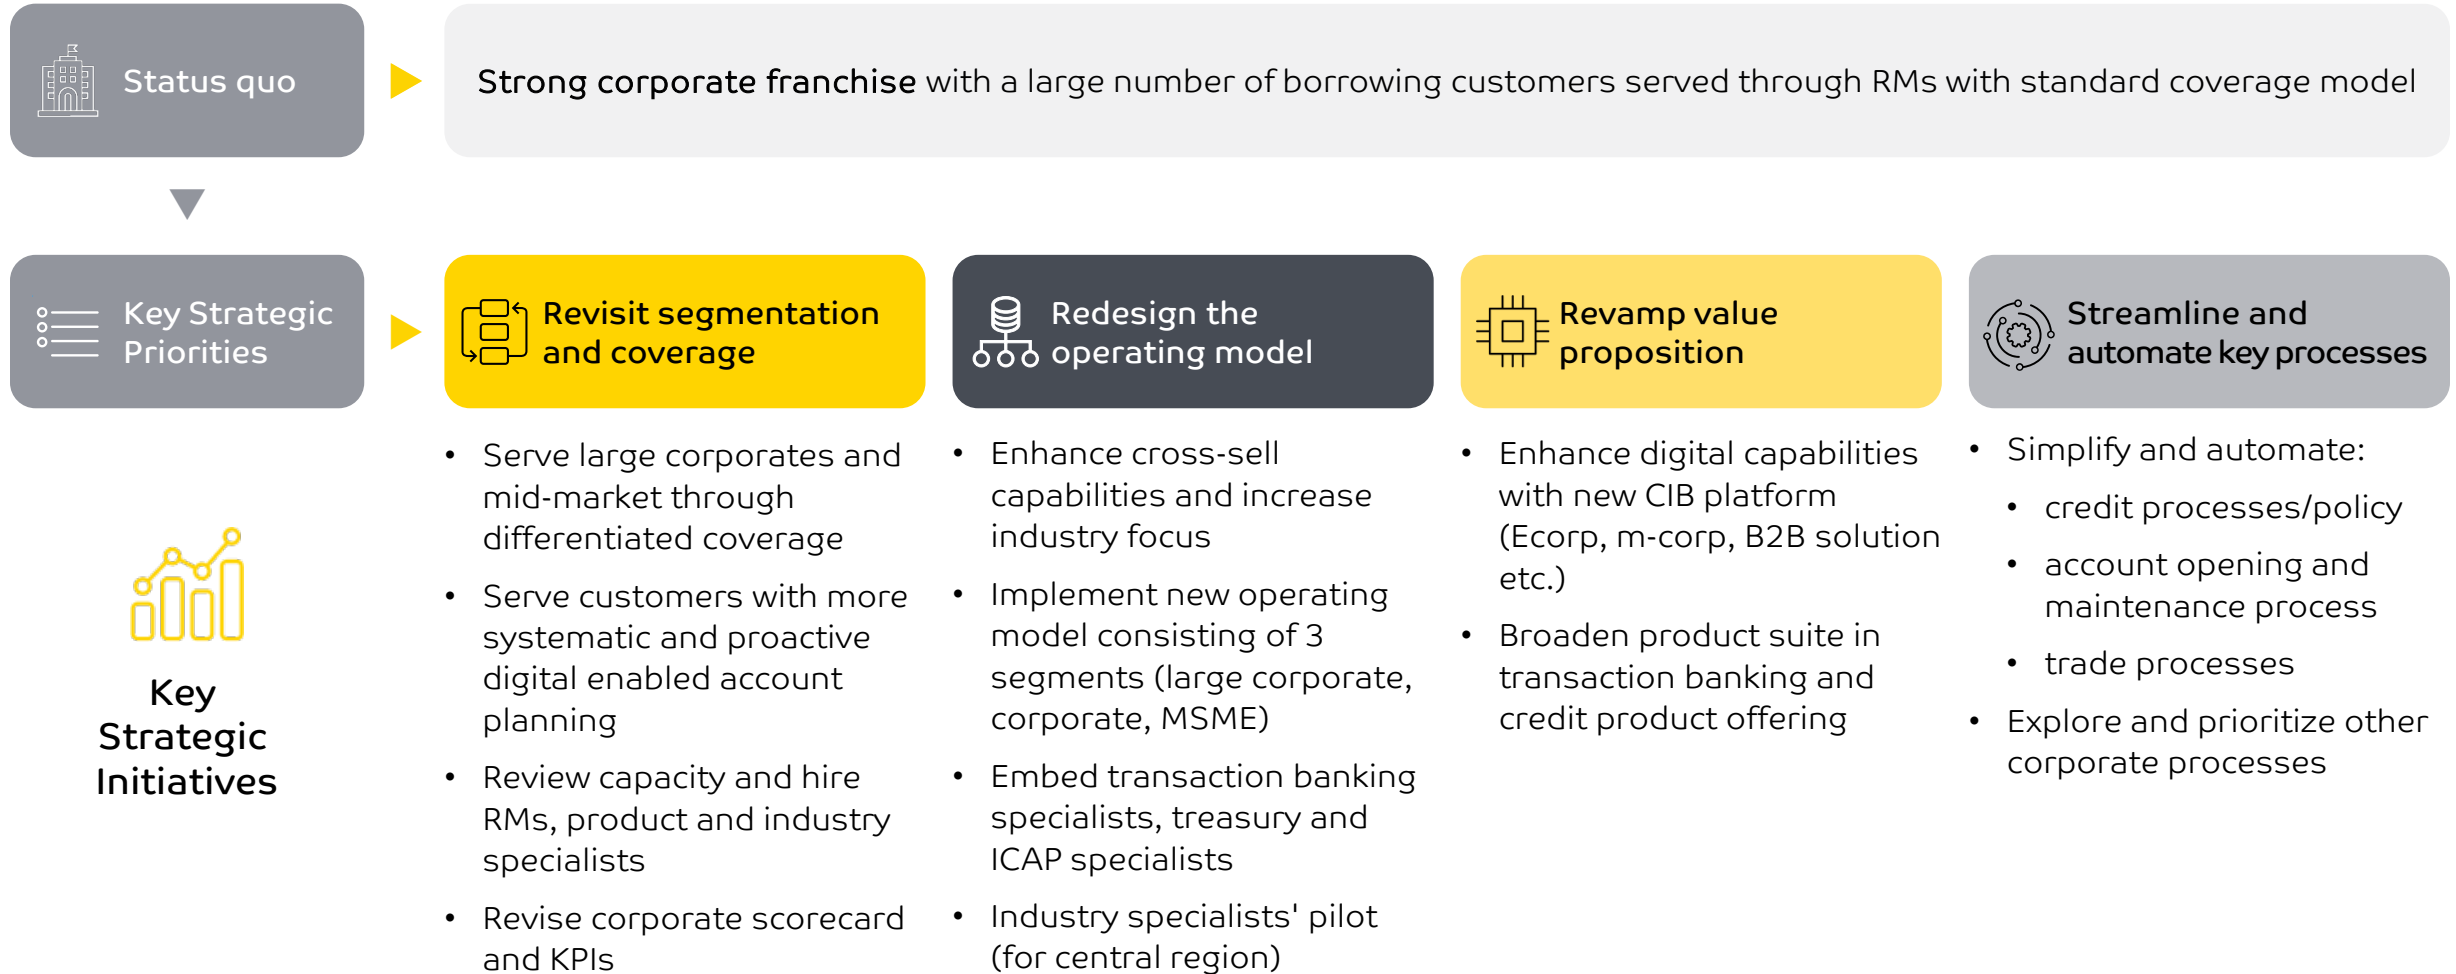 Status quo
Strong corporate franchise with a large number of borrowing customers served through RMs with standard coverage model
Key Strategic
Priorities
Revisit segmentation
and coverage
Redesign the
operating model
Revamp value
proposition
Streamline and
automate key processes
Key
Strategic
Initiatives
• Serve large corporates and
mid-market through
differentiated coverage
• Serve customers with more
systematic and proactive
digital enabled account
planning
• Review capacity and hire
RMs, product and industry
specialists
• Revise corporate scorecard
and KPIs
• Enhance cross-sell
capabilities and increase
industry focus
• Implement new operating
model consisting of 3
segments (large corporate,
corporate, MSME)
• Embed transaction banking
specialists, treasury and
ICAP specialists
• Industry specialists' pilot
(for central region)
• Enhance digital capabilities
with new CIB platform
(Ecorp, m-corp, B2B solution
etc.)
• Broaden product suite in
transaction banking and
credit product offering
• Simplify and automate:
• credit processes/policy
• account opening and
maintenance process
• trade processes
• Explore and prioritize other
corporate processes